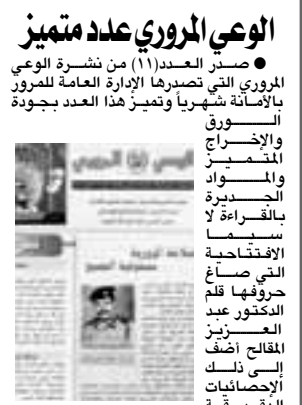 الوعي المروري عدد متميز
● صدر العدد(١١) من نشرة الوعي
المروري التي تصدرها الإدارة العامة للمرور
بالأمانة شهرياً وتميز هذا العدد بجودة
الورق
والإخراج
المتميز
والمواد
الجديرة
بالقراءة لا
سيما
الافتتاحية
التي صاغ
حروفها قلم
الدكتور عبد
العزيز
المقالح أضف
إلى ذلك
الإحصائيات